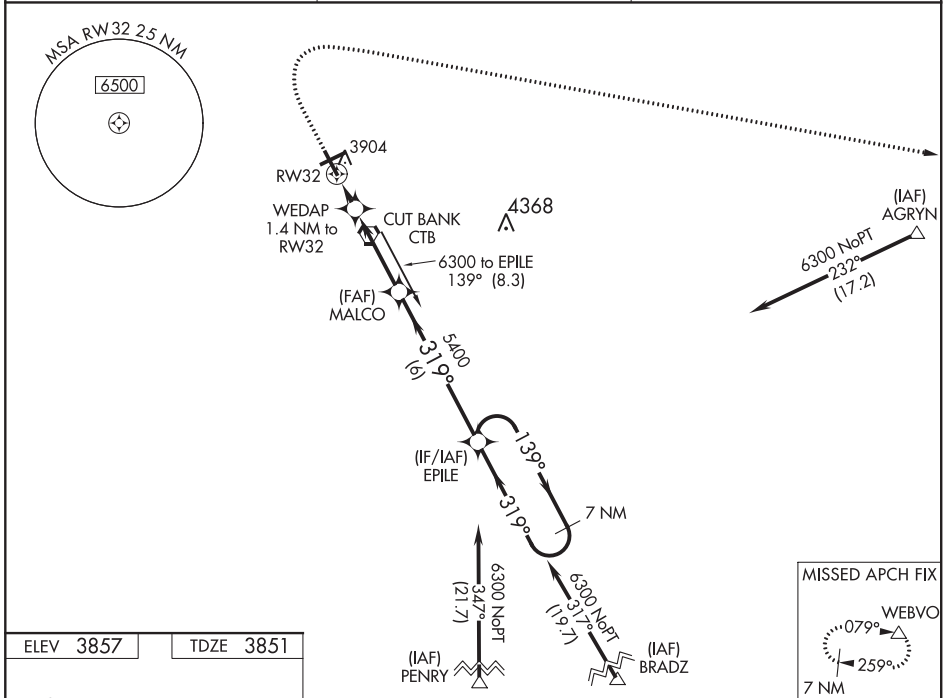 MSA RW32 25 NM
6500
3904
RW32
WEDAP
1.4 NM to
RW32
CUT BANK
CTB
4368
6300 to EPILE
139° (8.3)
(IAF)
AGRYN
6300 NoPT
232°
(17.2)
(FAF)
MALCO
5400
319°
(6)
(IF/IAF)
EPILE
139°
319°
7 NM
6300 NoPT
347°
(21.7)
6300 NoPT
317°
(19.7)
(IAF)
PENRY
(IAF)
BRADZ
MISSED APCH FIX
WEBVO
079°
259°
7 NM
ELEV 3857
TDZE 3851